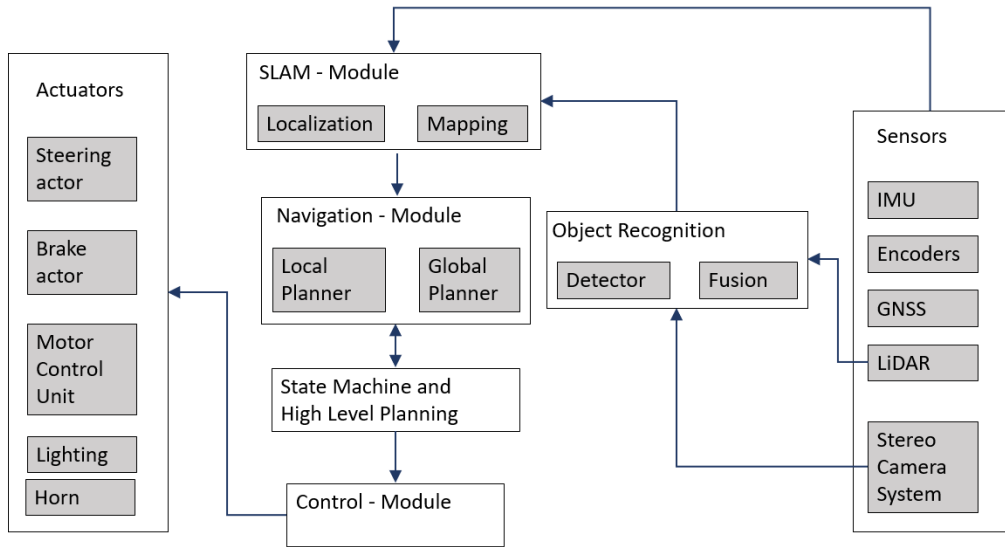 Actuators
Steering
actor
Brake
actor
Motor
Control
Unit
Lighting
Horn
SLAM - Module
Localization
Mapping
Navigation - Module
Local
Planner
Global
Planner
State Machine and
High Level Planning
Control - Module
Object Recognition
Detector
Fusion
Sensors
IMU
Encoders
GNSS
LiDAR
Stereo
Camera
System